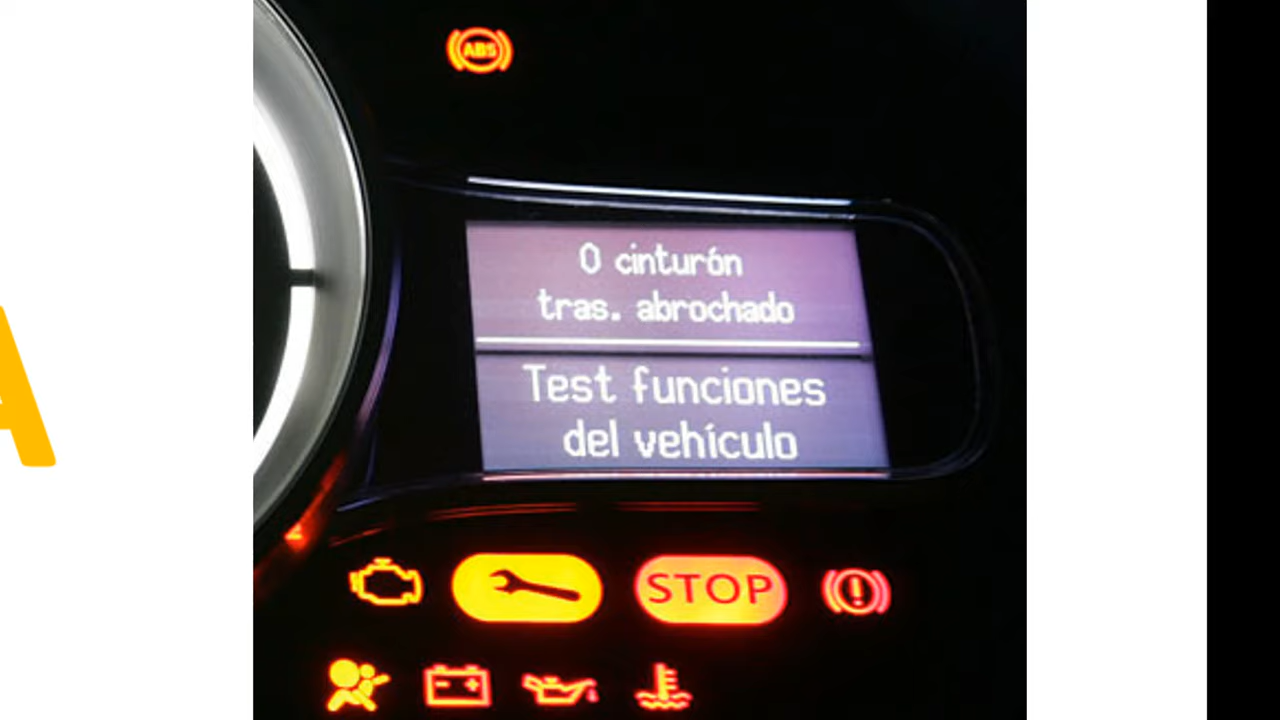 A
ABS
0 cinturón
tras. abrochado
Test funciones
del vehículo
STOP